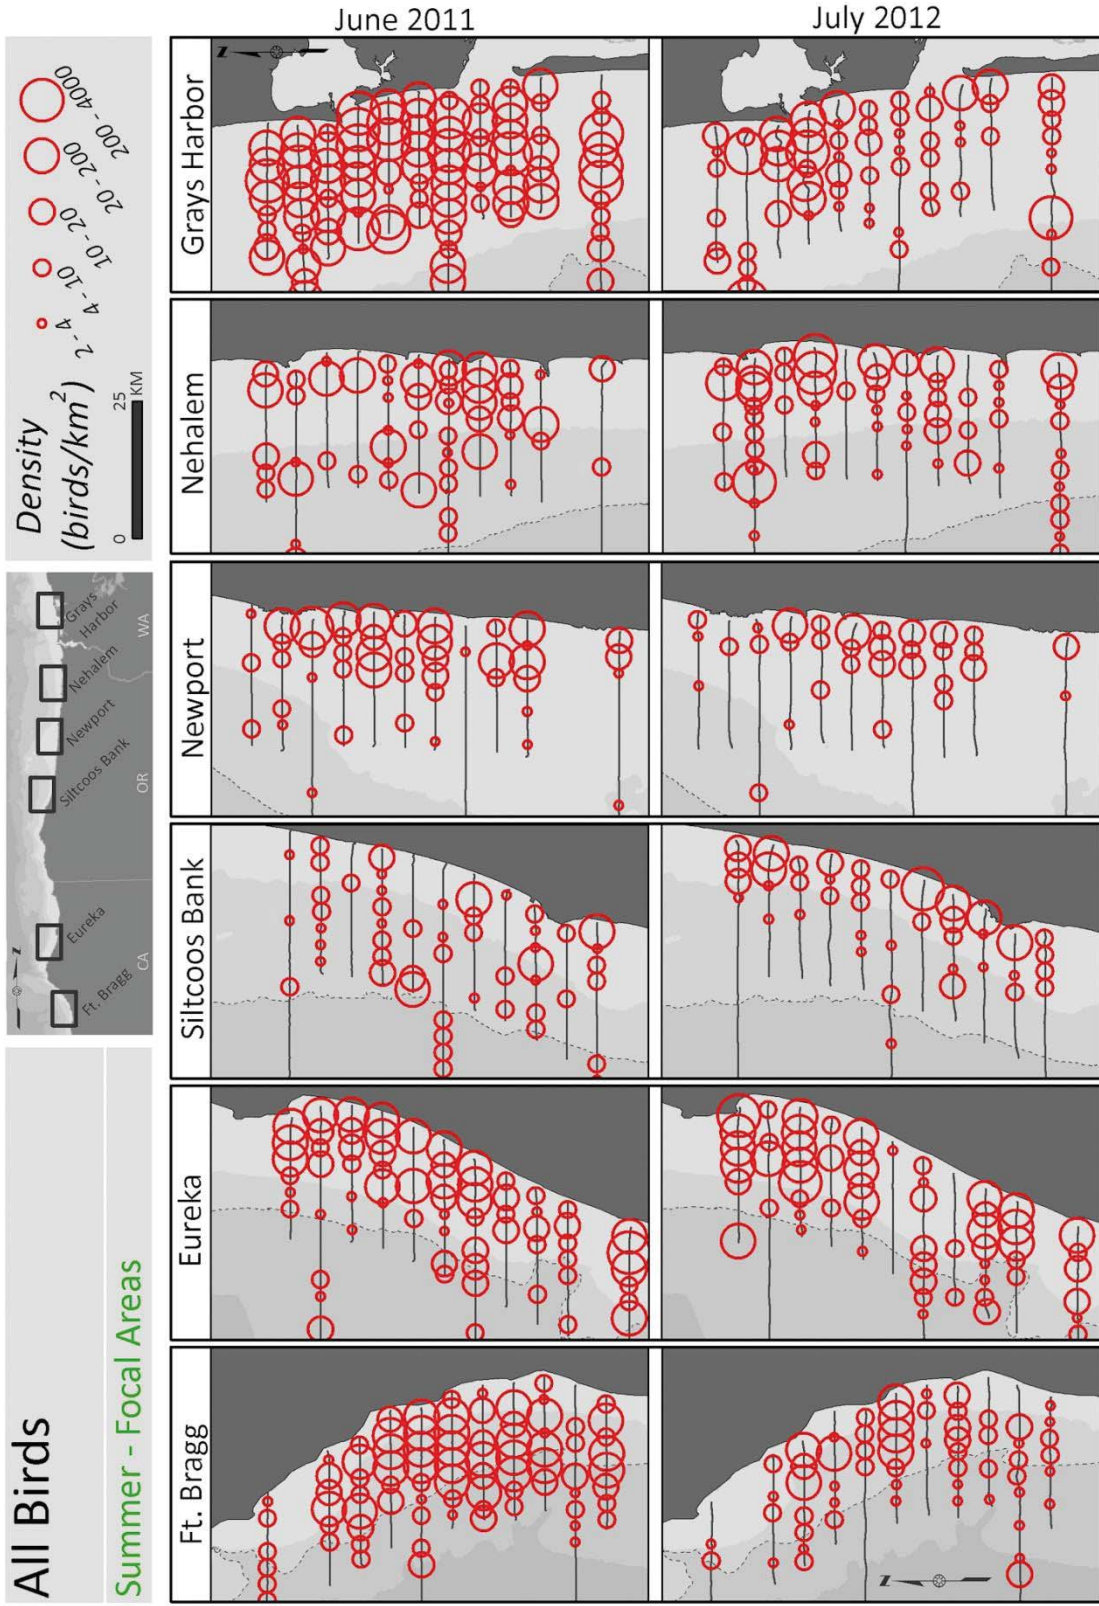 All Birds
Summer - Focal Areas
Ft. Bragg
Eureka
Siltcoos Bank
Newport
Nehalem
Grays
Harbor
CA
OR
WA
N
Density
(birds/km²)
2 - 4
4 - 10
10 - 20
20 - 200
200 - 4000
0
25
KM
June 2011
July 2012
Grays Harbor
N
Nehalem
Newport
Siltcoos Bank
Eureka
Ft. Bragg
N